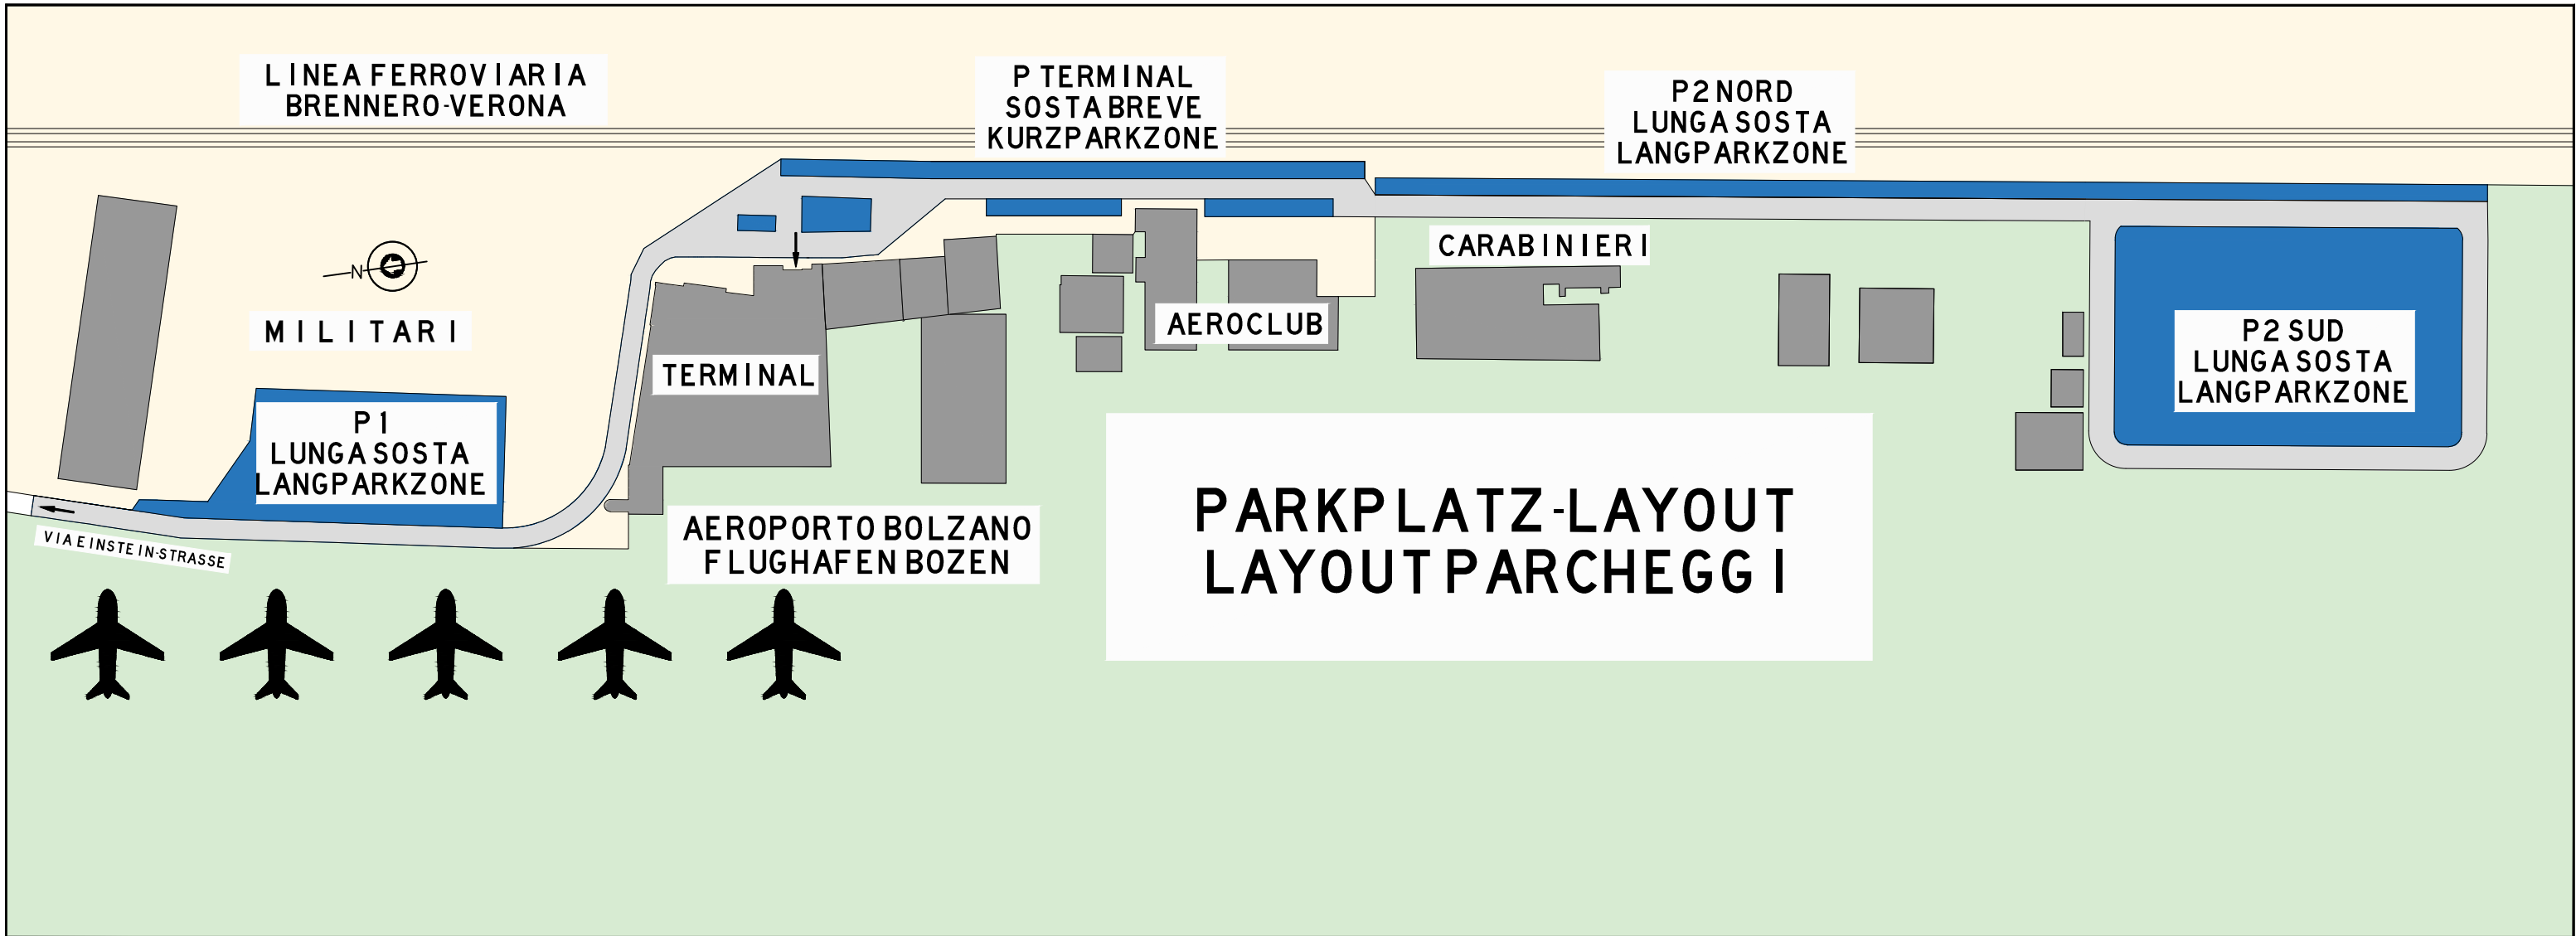 LINEA FERROVIARIA
BRENNERO-VERONA
P TERMINAL
SOSTA BREVE
KURZPARKZONE
P2 NORD
LUNGA SOSTA
LANGPARKZONE
N
MILITARI
CARABINIERI
AEROCLUB
TERMINAL
P2 SUD
LUNGA SOSTA
LANGPARKZONE
P1
LUNGA SOSTA
LANGPARKZONE
VIA EINSTEIN-STRASSE
AEROPORTO BOLZANO
FLUGHAFEN BOZEN
PARKPLATZ-LAYOUT
LAYOUT PARCHEGGI